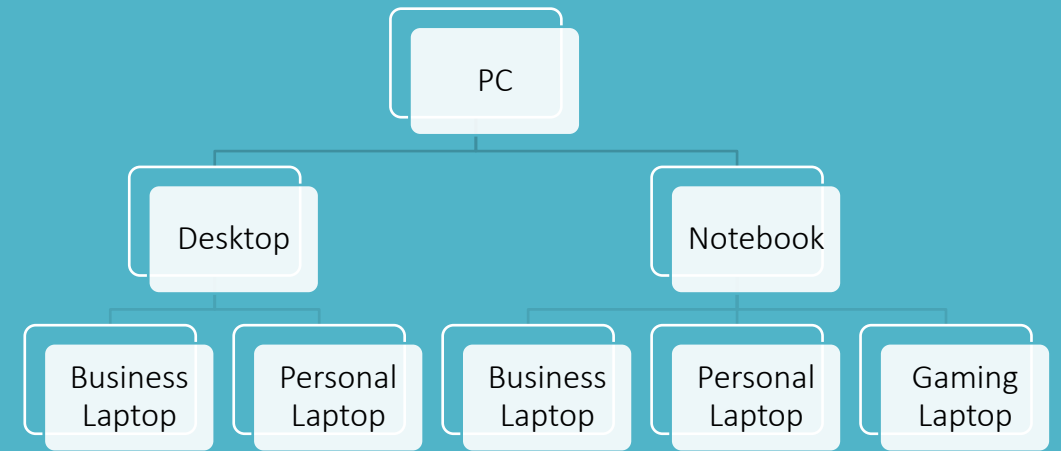 PC
Desktop
Notebook
Business
Laptop
Personal
Laptop
Business
Laptop
Personal
Laptop
Gaming
Laptop